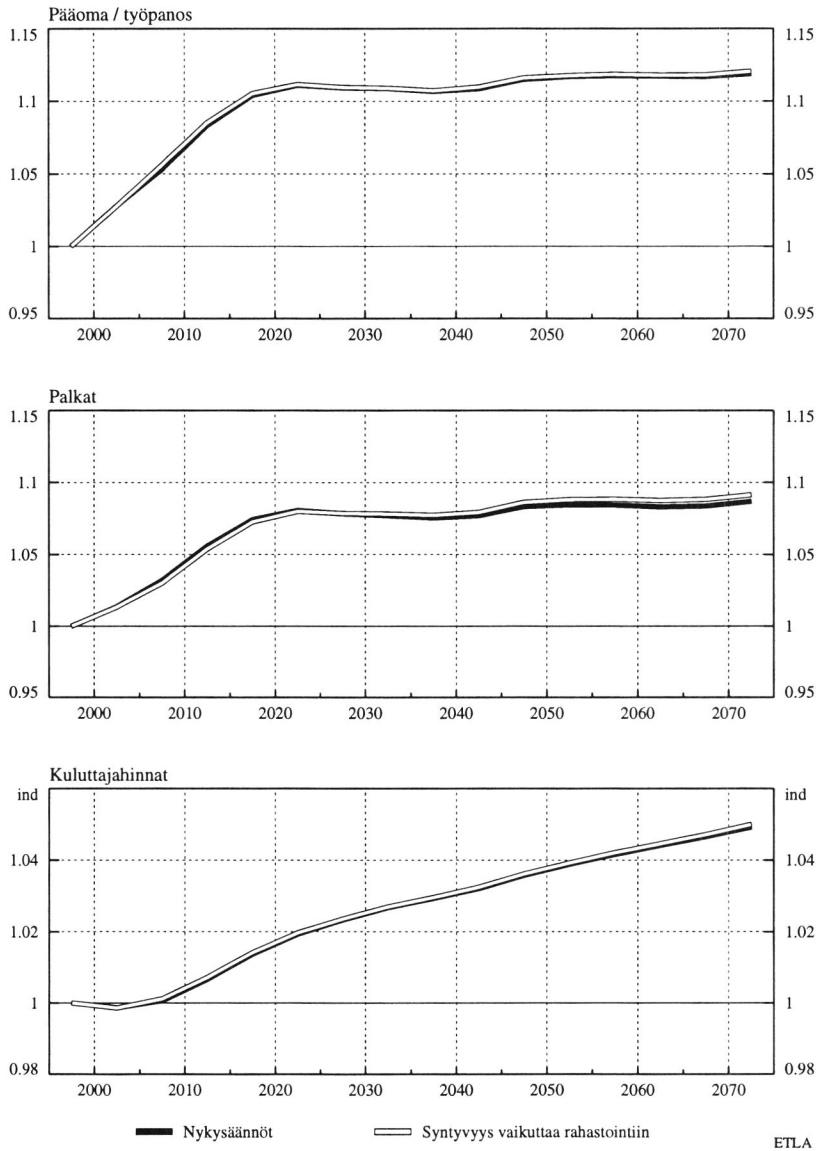 Pääoma / työpanos
1.15 1.15
1.1 1.1
1.05 1.05
1 1
0.95 0.95
2000 2010 2020 2030 2040 2050 2060 2070
Palkat
1.15 1.15
1.1 1.1
1.05 1.05
1 1
0.95 0.95
2000 2010 2020 2030 2040 2050 2060 2070
Kuluttajahinnat
ind ind
1.04 1.04
1.02 1.02
1 1
0.98 0.98
2000 2010 2020 2030 2040 2050 2060 2070
Nykysäännöt Syntyvyys vaikuttaa rahastointiin
ETLA